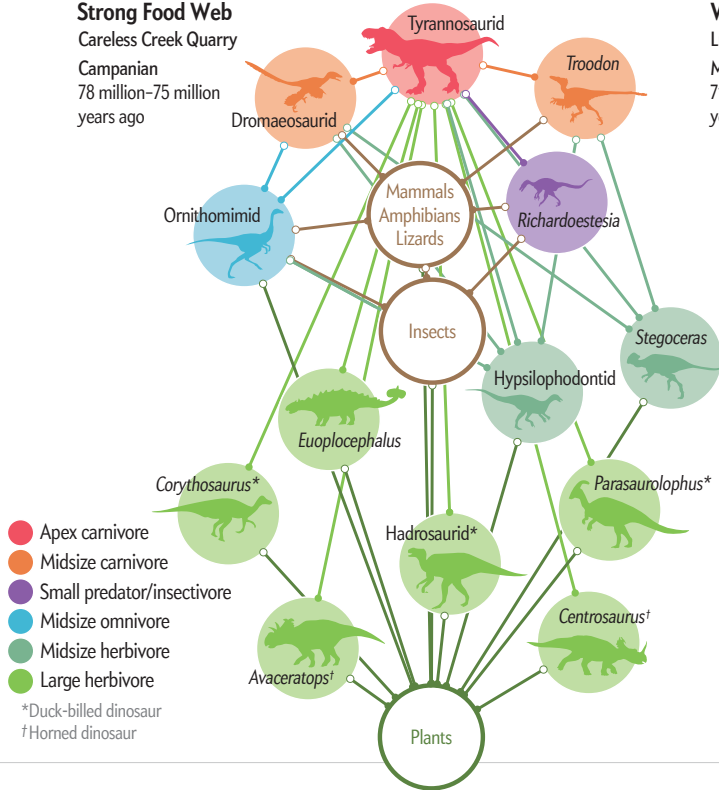 Strong Food Web
Careless Creek Quarry
Campanian
78 million–75 million
years ago
W
L
M
7
y
Tyrannosaurid
Troodon
Dromaeosaurid
Mammals
Amphibians
Lizards
Ornithomimid
Richardoestesia
Insects
Stegoceras
Hypsilophodontid
Euoplocephalus
Corythosaurus*
Parasaurolophus*
Hadrosaurid*
Centrosaurus†
Avaceratops†
Plants
Apex carnivore
Midsize carnivore
Small predator/insectivore
Midsize omnivore
Midsize herbivore
Large herbivore
*Duck-billed dinosaur
†Horned dinosaur